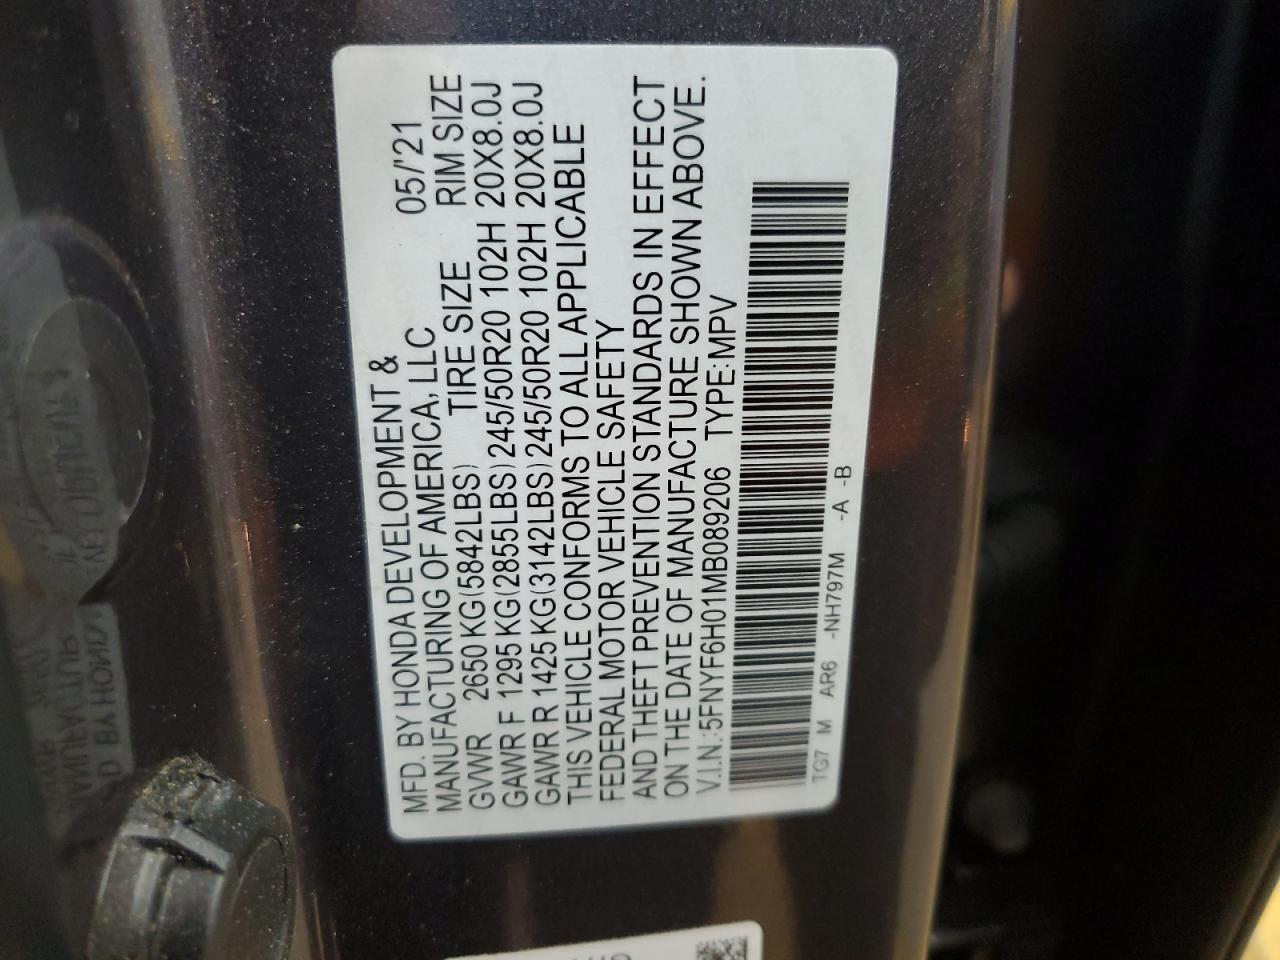 MFD. BY HONDA DEVELOPMENT & 05/'21
MANUFACTURING OF AMERICA, LLC
TIRE SIZE RIM SIZE
GVWR 2650 KG(5842LBS)
GAWR F 1295 KG(2855LBS) 245/50R20 102H 20X8.0J
GAWR R 1425 KG(3142LBS) 245/50R20 102H 20X8.0J
THIS VEHICLE CONFORMS TO ALL APPLICABLE
FEDERAL MOTOR VEHICLE SAFETY
AND THEFT PREVENTION STANDARDS IN EFFECT
ON THE DATE OF MANUFACTURE SHOWN ABOVE.
V.I.N.:5FNYF6H01MB089206 TYPE:MPV
TG7 M AR6 -NH797M -A -B